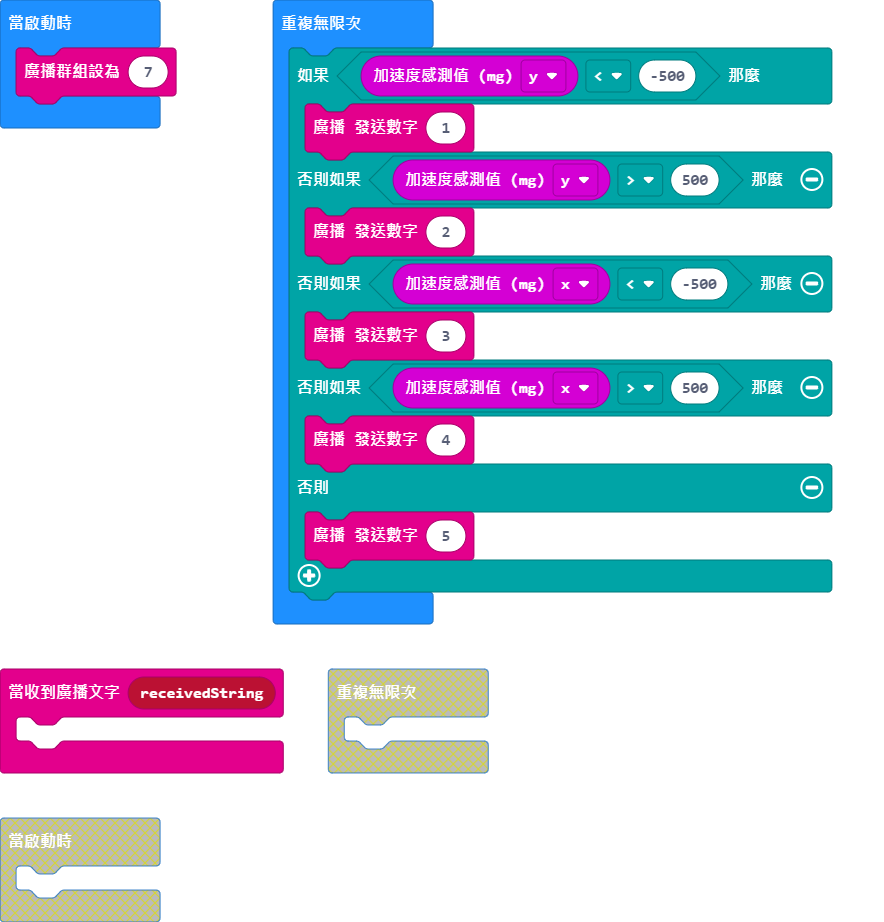 當啟動時
廣播群組設為 7
重複無限次
如果 加速度感測值 (mg) y < -500 那麼
廣播 發送數字 1
否則如果 加速度感測值 (mg) y > 500 那麼
廣播 發送數字 2
否則如果 加速度感測值 (mg) x < -500 那麼
廣播 發送數字 3
否則如果 加速度感測值 (mg) x > 500 那麼
廣播 發送數字 4
否則
廣播 發送數字 5
當收到廣播文字 receivedString
重複無限次
當啟動時